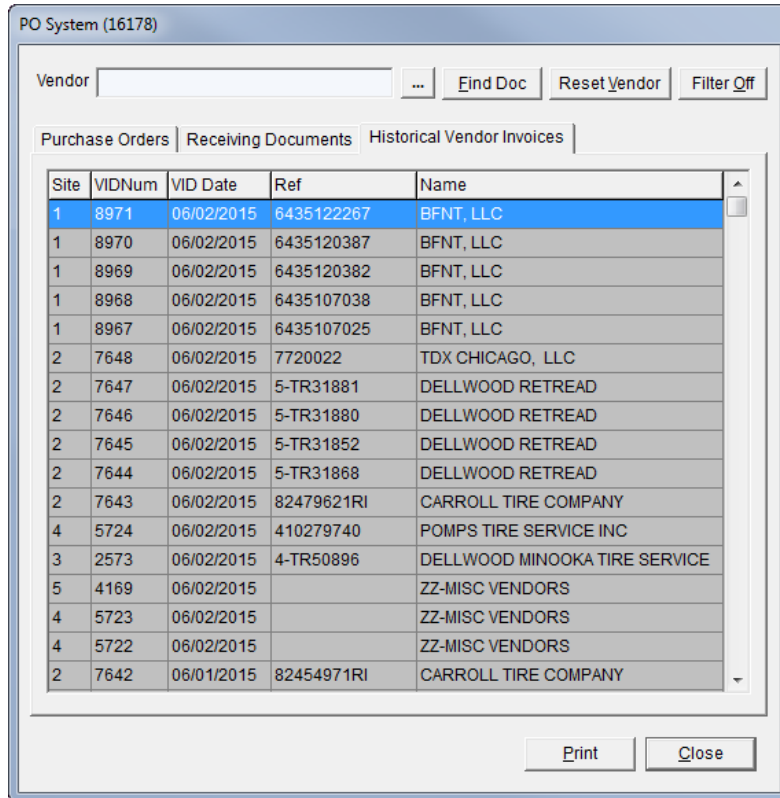 PO System (16178)
Vendor ... Find Doc Reset Vendor Filter Off
Purchase Orders Receiving Documents Historical Vendor Invoices
Site VIDNum VID Date Ref Name
1 8971 06/02/2015 6435122267 BFNT, LLC
1 8970 06/02/2015 6435120387 BFNT, LLC
1 8969 06/02/2015 6435120382 BFNT, LLC
1 8968 06/02/2015 6435107038 BFNT, LLC
1 8967 06/02/2015 6435107025 BFNT, LLC
2 7648 06/02/2015 7720022 TDX CHICAGO, LLC
2 7647 06/02/2015 5-TR31881 DELLWOOD RETREAD
2 7646 06/02/2015 5-TR31880 DELLWOOD RETREAD
2 7645 06/02/2015 5-TR31852 DELLWOOD RETREAD
2 7644 06/02/2015 5-TR31868 DELLWOOD RETREAD
2 7643 06/02/2015 82479621RI CARROLL TIRE COMPANY
4 5724 06/02/2015 410279740 POMPS TIRE SERVICE INC
3 2573 06/02/2015 4-TR50896 DELLWOOD MINOOKA TIRE SERVICE
5 4169 06/02/2015 ZZ-MISC VENDORS
4 5723 06/02/2015 ZZ-MISC VENDORS
4 5722 06/02/2015 ZZ-MISC VENDORS
2 7642 06/01/2015 82454971RI CARROLL TIRE COMPANY
Print Close